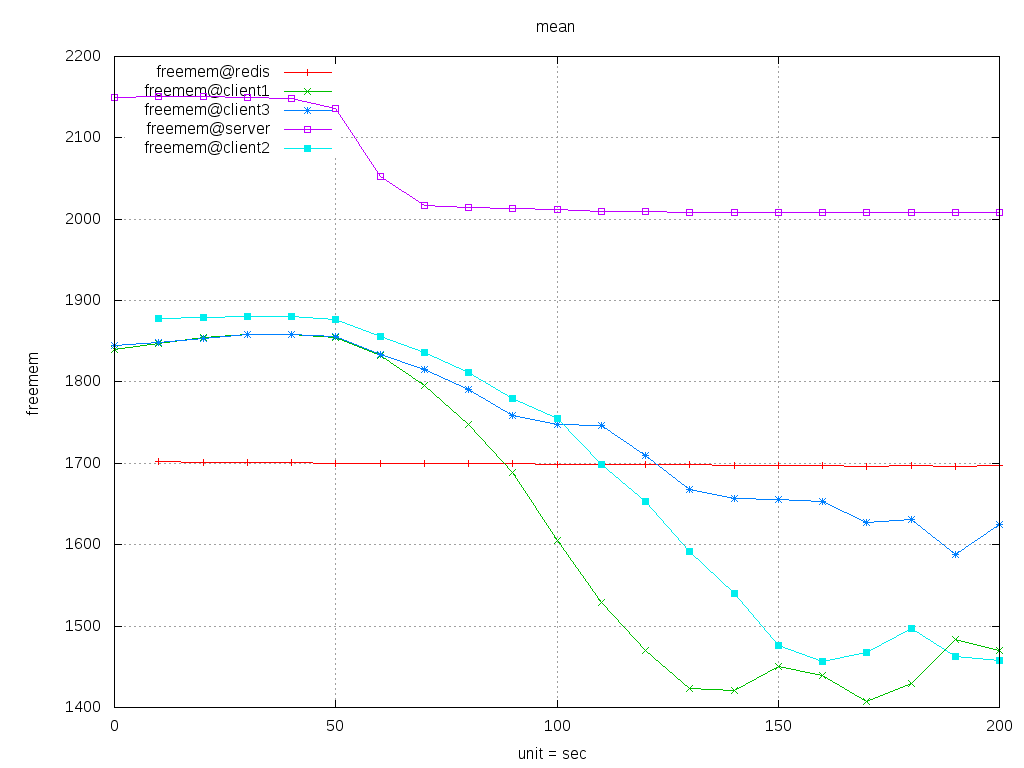 mean
2200
2100
2000
1900
1800
1700
1600
1500
1400
freemem
freemem@redis
freemem@client1
freemem@client3
freemem@server
freemem@client2
0 50 100 150 200
unit = sec